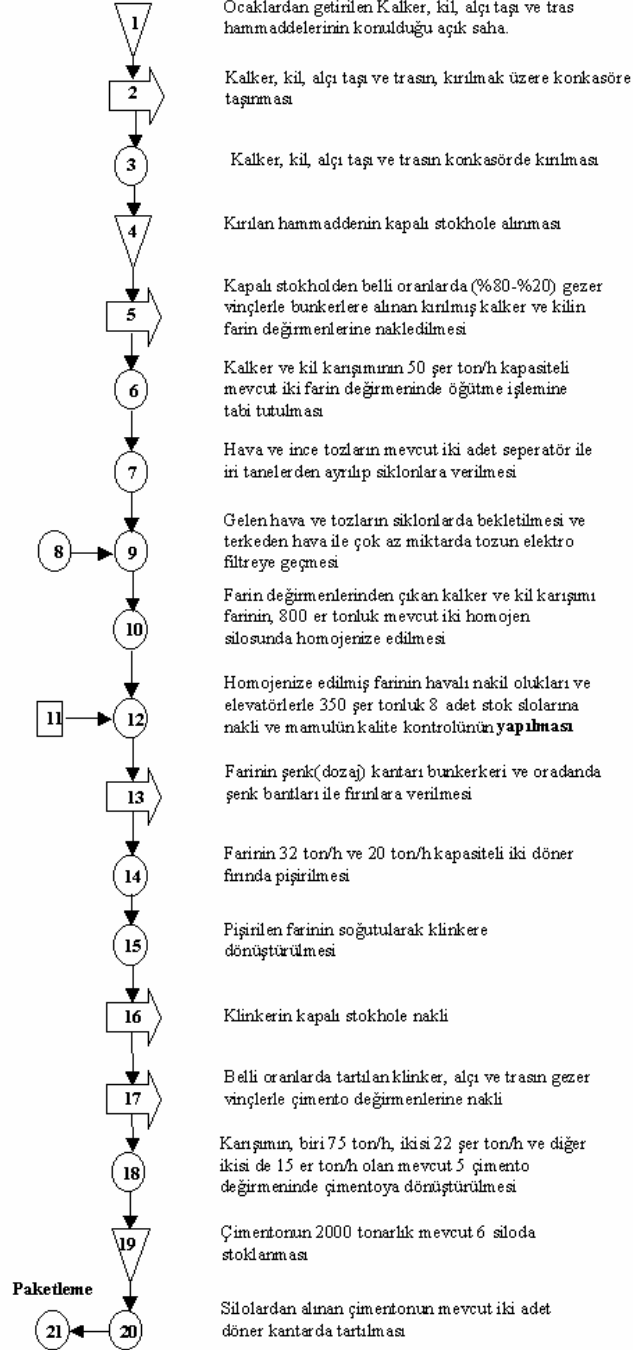 1
Ocaklardan getirilen Kalker, kil, alçı taşı ve tras
hammaddelerinin konulduğu açık saha.
2
Kalker, kil, alçı taşı ve trasın, kırılmak üzere konkasöre
taşınması
3
Kalker, kil, alçı taşı ve trasın konkasörde kırılması
4
Kırılan hammaddenin kapalı stokhole alınması
5
Kapalı stokholden belli oranlarda (%80-%20) gezer
vinçlerle bunkerlere alınan kırılmış kalker ve kilin
farin değirmenlerine nakledilmesi
6
Kalker ve kil karışımının 50 şer ton/h kapasiteli
mevcut iki farin değirmeninde öğütme işlemine
tabi tutulması
7
Hava ve ince tozların mevcut iki adet seperatör ile
iri tanelerden ayrılıp siklonlara verilmesi
8
9
Gelen hava ve tozların siklonlarda bekletilmesi ve
terkeden hava ile çok az miktarda tozun elektro
filtreye geçmesi
10
Farin değirmenlerinden çıkan kalker ve kil karışımı
farinin, 800 er tonluk mevcut iki homojen
silosunda homojenize edilmesi
11
12
Homojenize edilmiş farinin havalı nakil olukları ve
elevatörlerle 350 şer tonluk 8 adet stok slolarına
nakli ve mamulün kalite kontrolünün yapılması
13
Farinin şenk(dozaj) kantarı bunkerkeri ve oradanda
şenk bantları ile fırınlara verilmesi
14
Farinin 32 ton/h ve 20 ton/h kapasiteli iki döner
fırında pişirilmesi
15
Pişirilen farinin soğutularak klinkere
dönüştürülmesi
16
Klinkerin kapalı stokhole nakli
17
Belli oranlarda tartılan klinker, alçı ve trasın gezer
vinçlerle çimento değirmenlerine nakli
18
Karışımın, biri 75 ton/h, ikisi 22 şer ton/h ve diğer
ikisi de 15 er ton/h olan mevcut 5 çimento
değirmeninde çimentoya dönüştürülmesi
19
Çimentonun 2000 tonarlık mevcut 6 siloda
stoklanması
Paketleme
21
20
Silolardan alınan çimentonun mevcut iki adet
döner kantarda tartılması